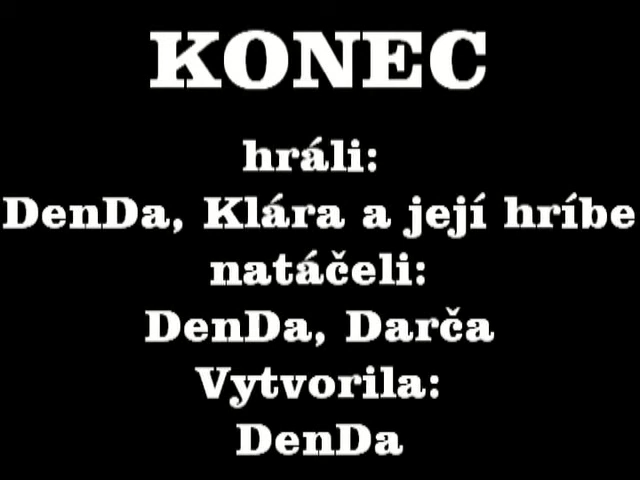 KONEC
hráli:
DenDa, Klára a její hríbe
natáčeli:
DenDa, Darča
Vytvorila:
DenDa